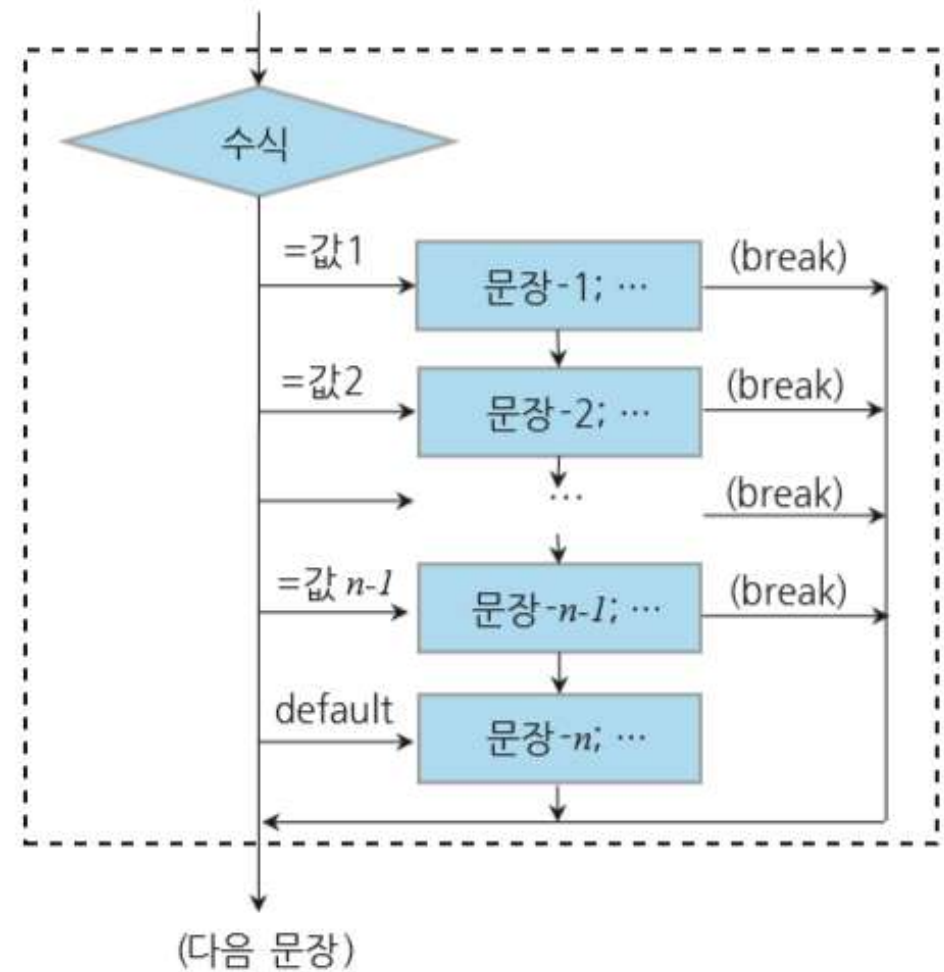 수식
=값1
문장-1; …
(break)
=값2
문장-2; …
(break)
…
(break)
=값 n-1
문장-n-1; …
(break)
default
문장-n; …
(다음 문장)